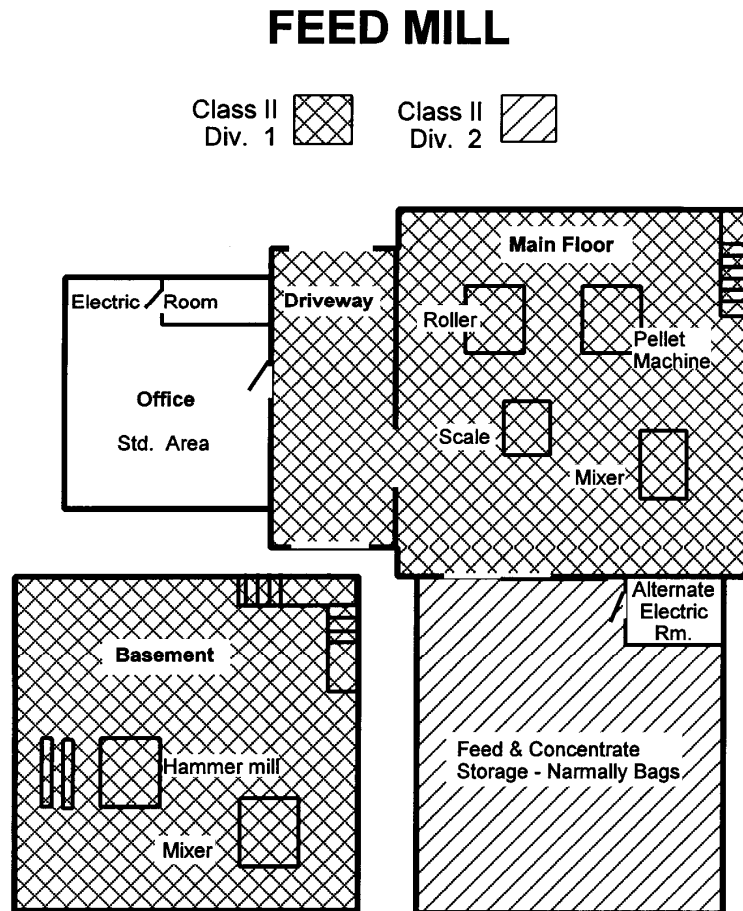 FEED MILL
Class II
Div. 1
Class II
Div. 2
Main Floor
Electric Room
Driveway
Roller
Pellet
Machine
Office
Std. Area
Scale
Mixer
Alternate
Electric
Rm.
Basement
Hammer mill
Feed & Concentrate
Storage - Narmally Bags
Mixer